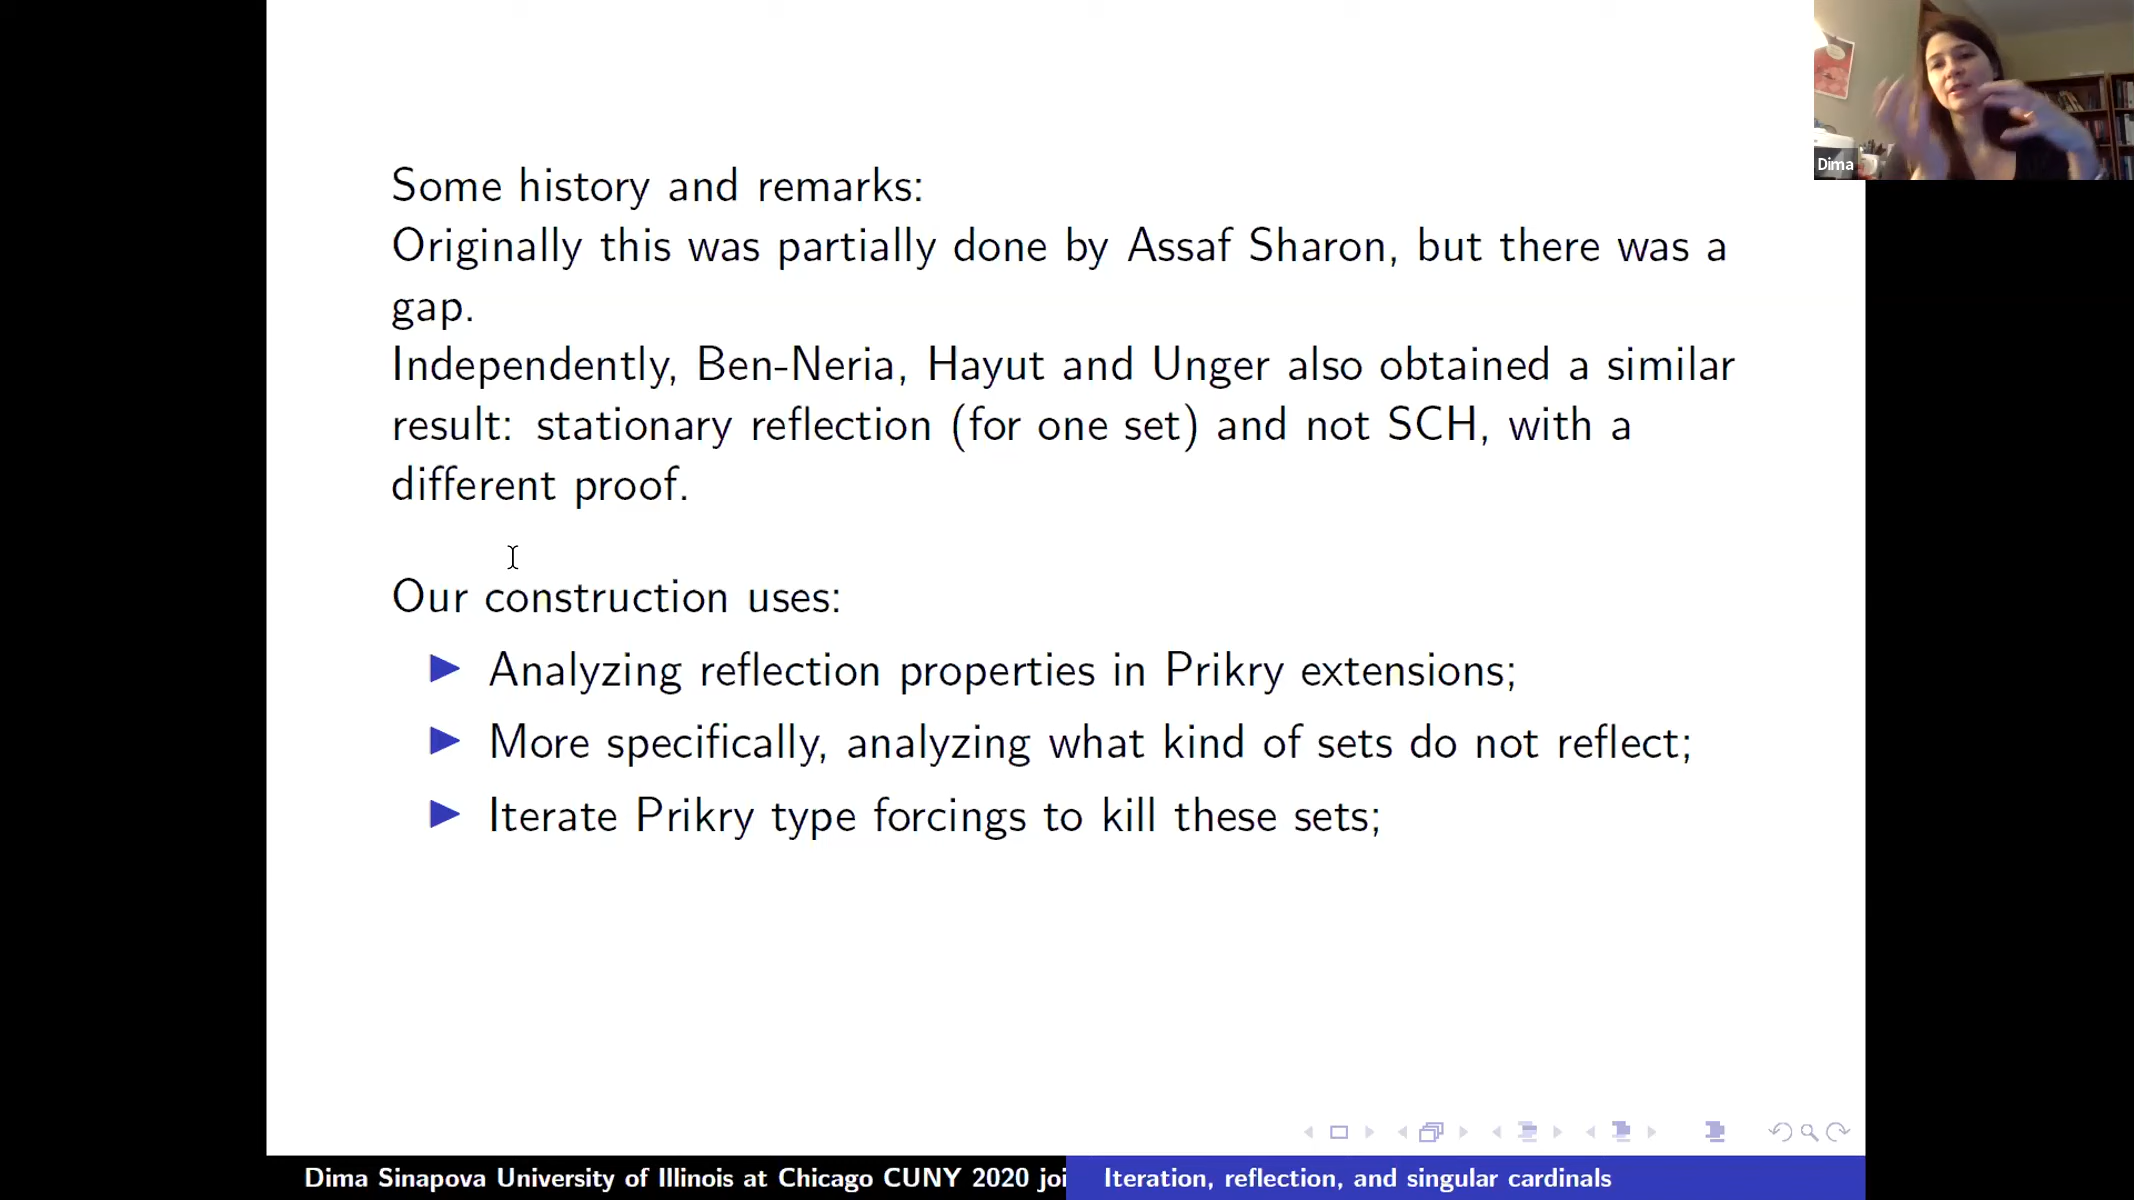 Dima
Some history and remarks:
Originally this was partially done by Assaf Sharon, but there was a
gap.
Independently, Ben-Neria, Hayut and Unger also obtained a similar
result: stationary reflection (for one set) and not SCH, with a
different proof.
Our construction uses:
Analyzing reflection properties in Prikry extensions;
More specifically, analyzing what kind of sets do not reflect;
Iterate Prikry type forcings to kill these sets;
Dima Sinapova University of Illinois at Chicago CUNY 2020 joi
Iteration, reflection, and singular cardinals